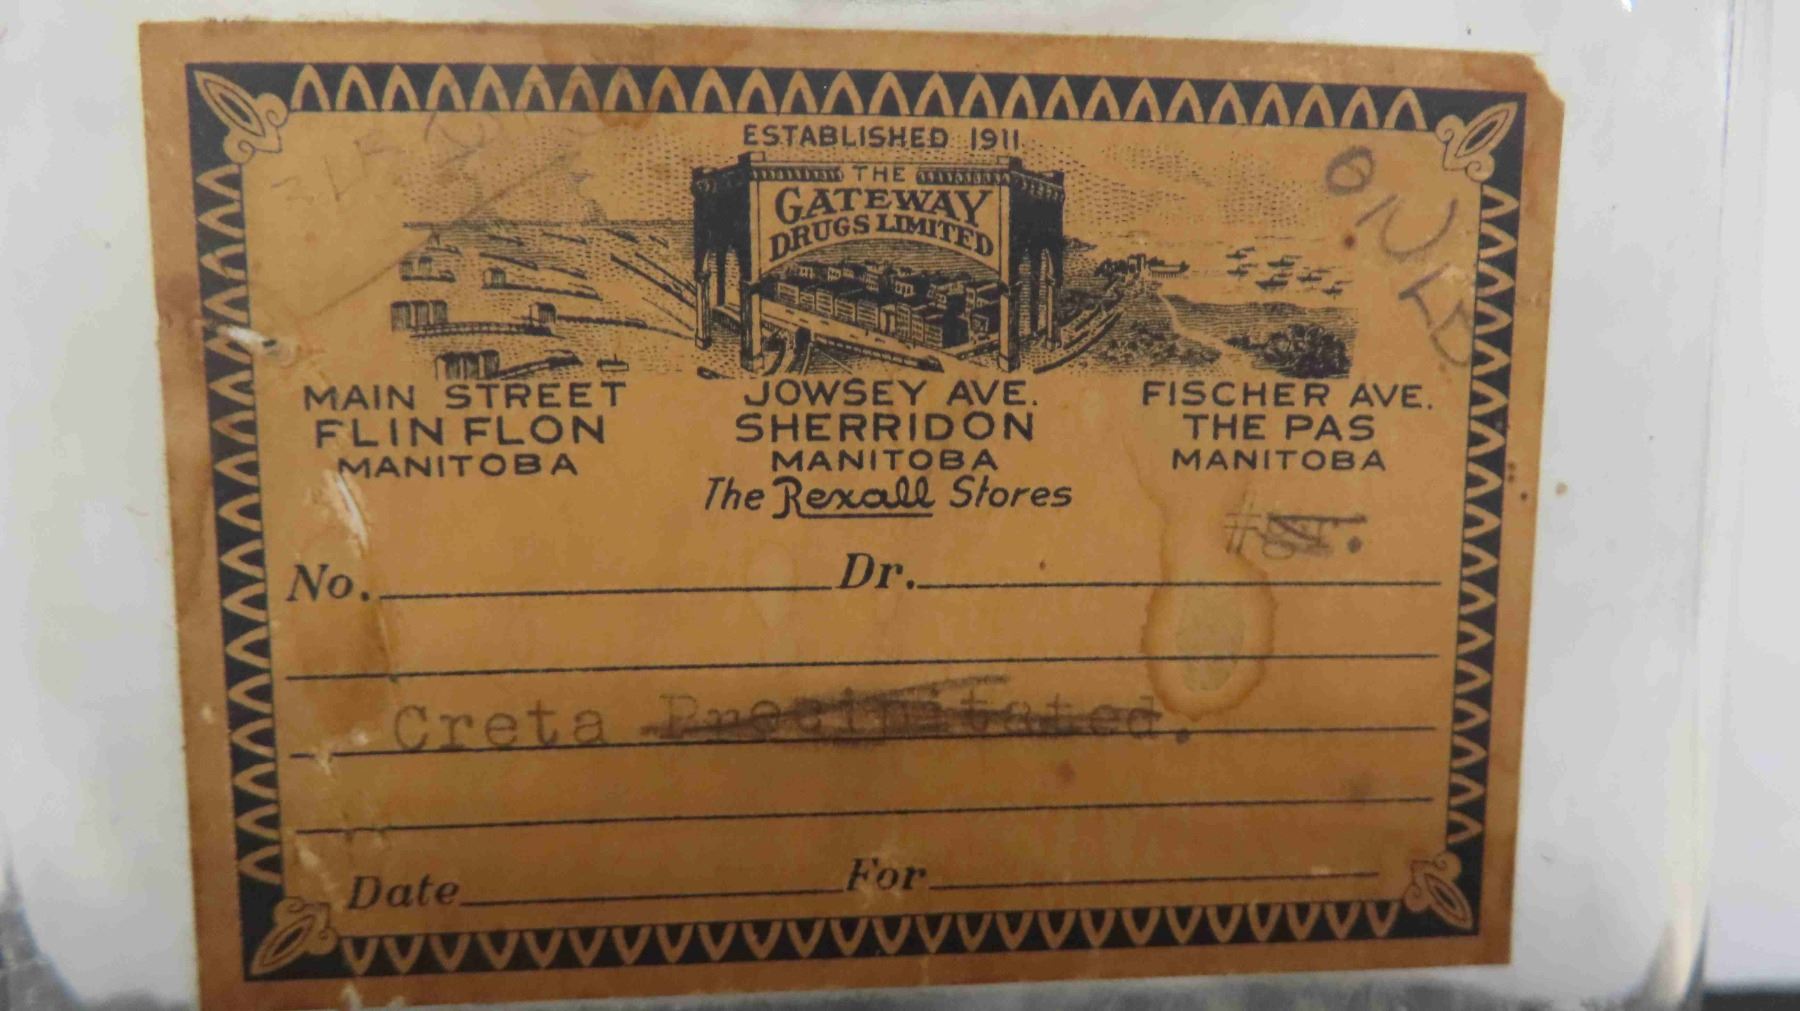 ESTABLISHED 1911
THE
GATEWAY
DRUGS LIMITED
MAIN STREET
FLIN FLON
MANITOBA
JOWSEY AVE.
SHERRIDON
MANITOBA
The Rexall Stores
FISCHER AVE.
THE PAS
MANITOBA
No. Dr.
Creta Precipitated.
Date For